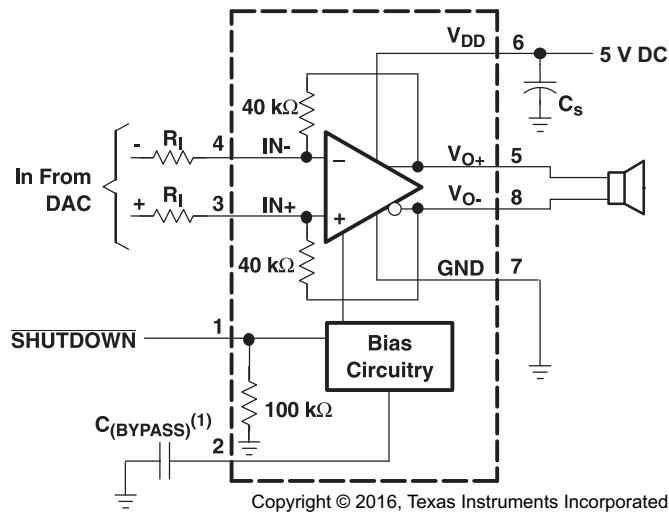 V_DD 6
5 V DC
40 kΩ
C_s
- R_I 4 IN- −
V_O+ 5
In From
DAC
V_O- 8
+ R_I 3 IN+ +
40 kΩ
GND 7
SHUTDOWN 1
Bias
Circuitry
100 kΩ
C_(BYPASS)^(1) 2
Copyright © 2016, Texas Instruments Incorporated